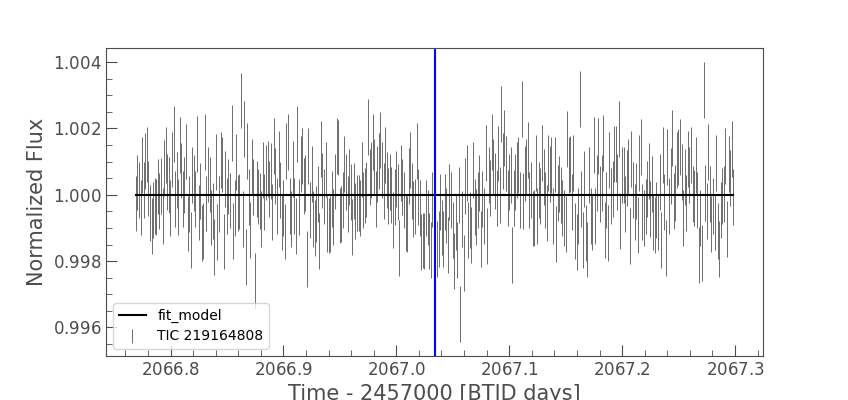 Normalized Flux
1.004
1.002
1.000
0.998
0.996
fit_model
TIC 219164808
2066.8 2066.9 2067.0 2067.1 2067.2 2067.3
Time - 2457000 [BTJD days]